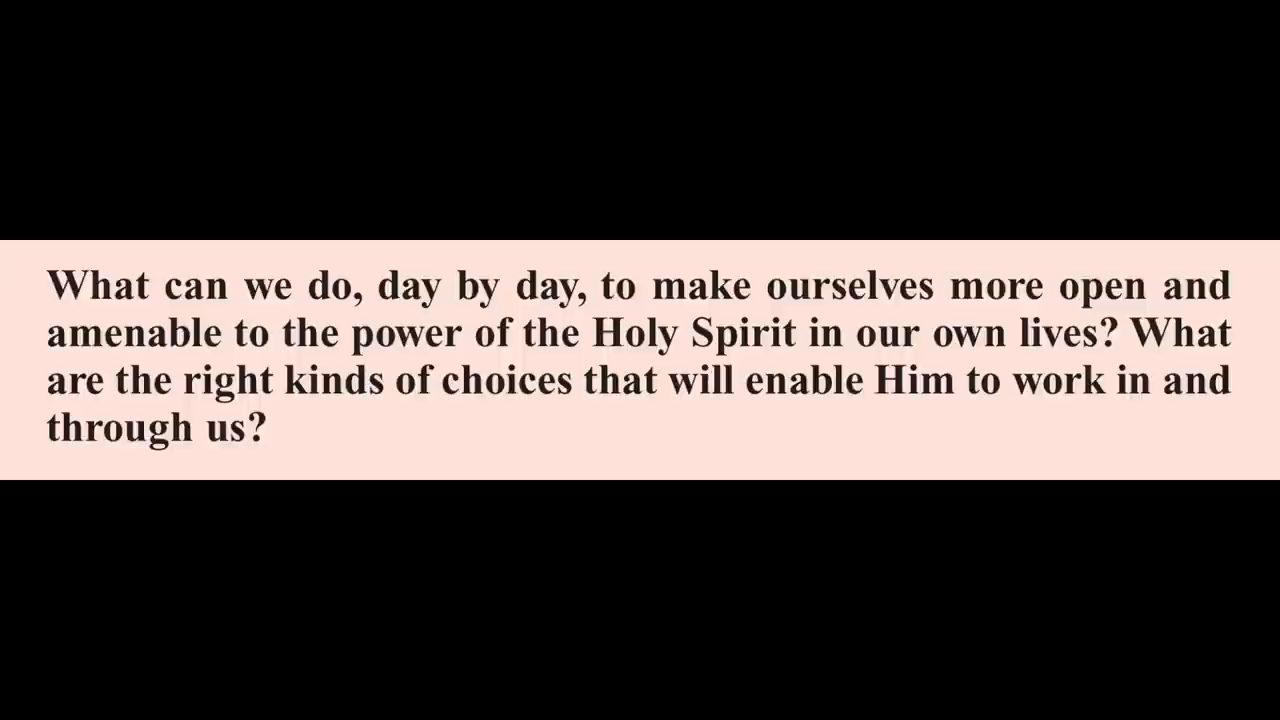 What can we do, day by day, to make ourselves more open and
amenable to the power of the Holy Spirit in our own lives? What
are the right kinds of choices that will enable Him to work in and
through us?